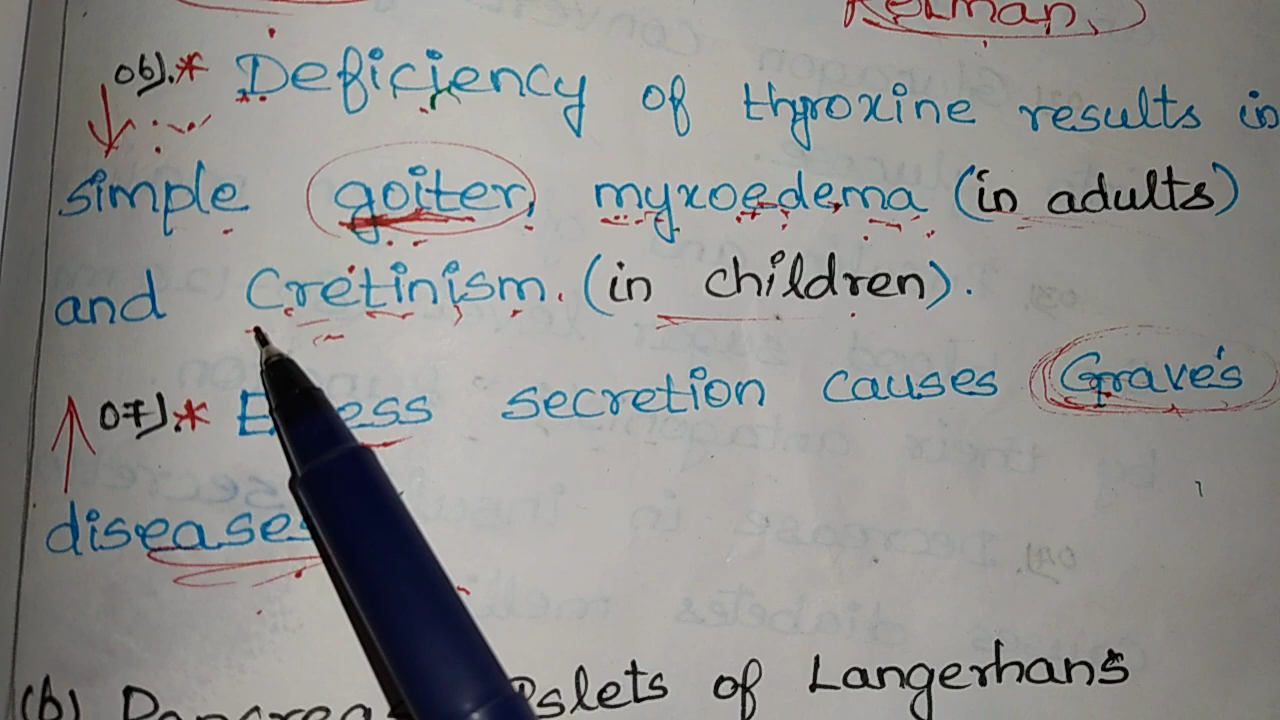 06).* Deficiency of thyroxine results in
simple goiter, myxoedema (in adults)
and Cretinism. (in children).
07).* Excess secretion causes Grave's
diseases
(b) Islets of Langerhans